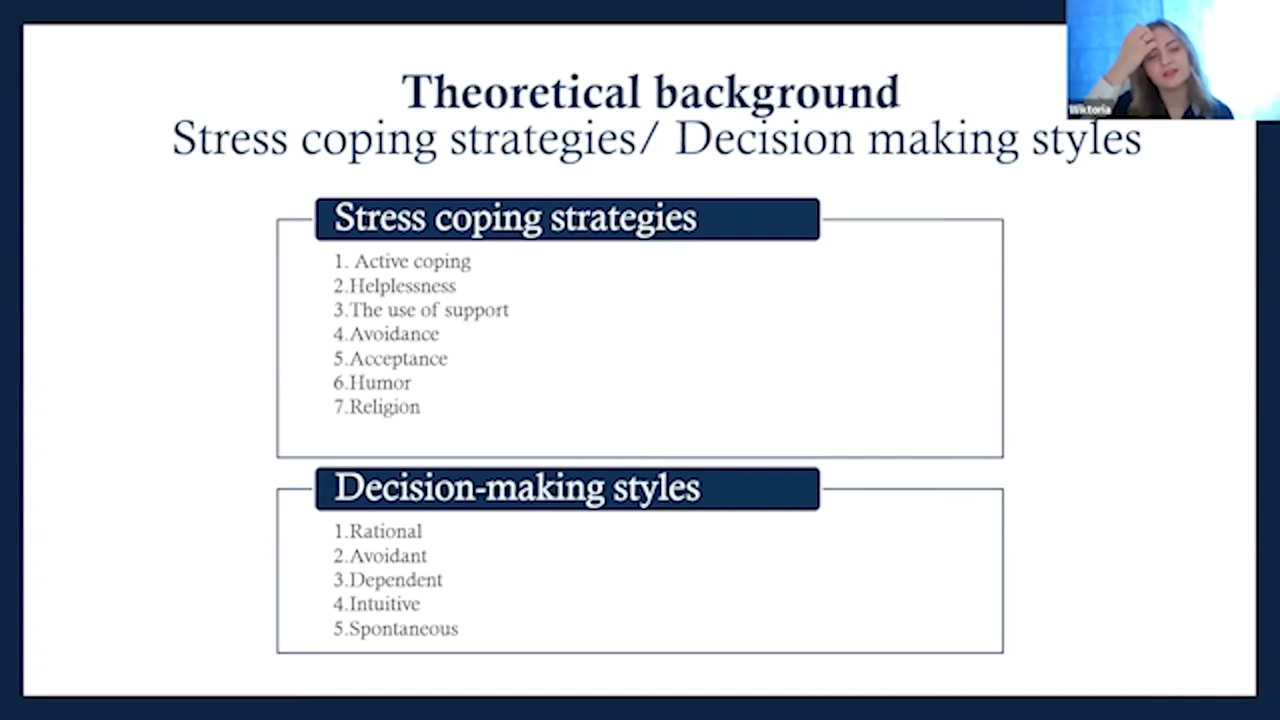 Theoretical background
Stress coping strategies/ Decision making styles
Wiktoria
Stress coping strategies
1. Active coping
2.Helplessness
3.The use of support
4.Avoidance
5.Acceptance
6.Humor
7.Religion
Decision-making styles
1.Rational
2.Avoidant
3.Dependent
4.Intuitive
5.Spontaneous